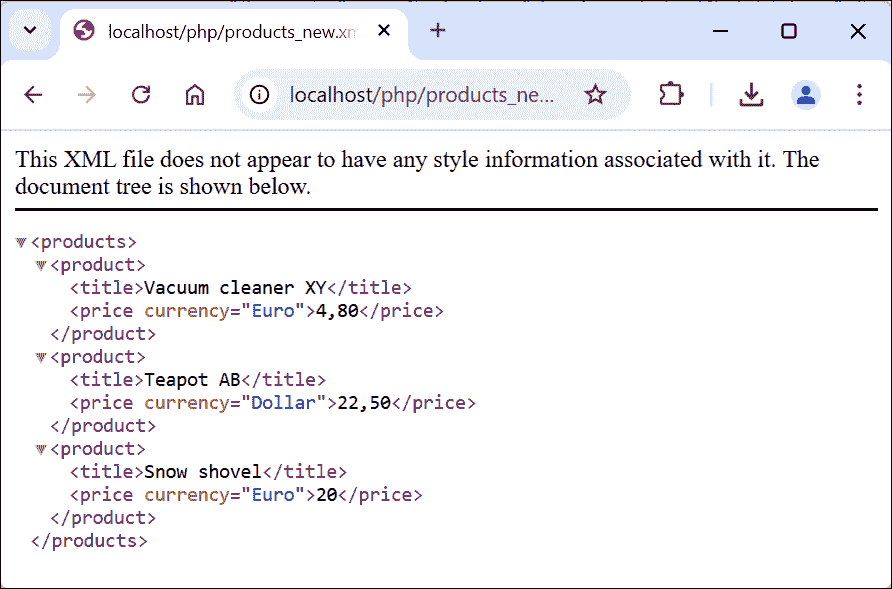 localhost/php/products_new.xm
localhost/php/products_ne...
This XML file does not appear to have any style information associated with it. The
document tree is shown below.
<products>
<product>
<title>Vacuum cleaner XY</title>
<price currency="Euro">4,80</price>
</product>
<product>
<title>Teapot AB</title>
<price currency="Dollar">22,50</price>
</product>
<product>
<title>Snow shovel</title>
<price currency="Euro">20</price>
</product>
</products>